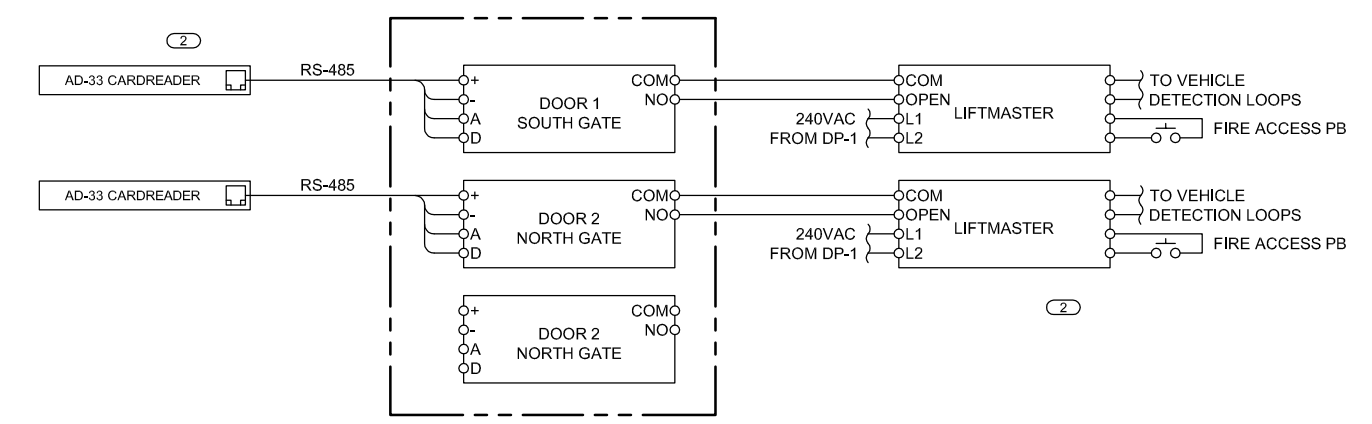 2
AD-33 CARDREADER
RS-485
+
-
A
D
DOOR 1
SOUTH GATE
COM
NO
COM
OPEN
L1
L2
240VAC
FROM DP-1
LIFTMASTER
TO VEHICLE
DETECTION LOOPS
FIRE ACCESS PB
AD-33 CARDREADER
RS-485
+
-
A
D
DOOR 2
NORTH GATE
COM
NO
COM
OPEN
L1
L2
240VAC
FROM DP-1
LIFTMASTER
TO VEHICLE
DETECTION LOOPS
FIRE ACCESS PB
+
-
A
D
DOOR 2
NORTH GATE
COM
NO
2